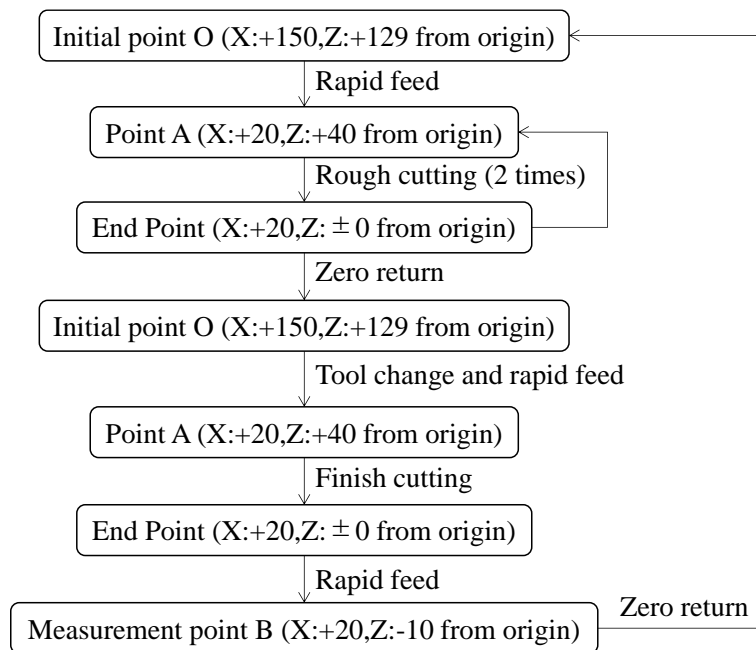 Initial point O (X:+150,Z:+129 from origin)
Rapid feed
Point A (X:+20,Z:+40 from origin)
Rough cutting (2 times)
End Point (X:+20,Z: ±0 from origin)
Zero return
Initial point O (X:+150,Z:+129 from origin)
Tool change and rapid feed
Point A (X:+20,Z:+40 from origin)
Finish cutting
End Point (X:+20,Z: ±0 from origin)
Rapid feed
Measurement point B (X:+20,Z:-10 from origin)
Zero return